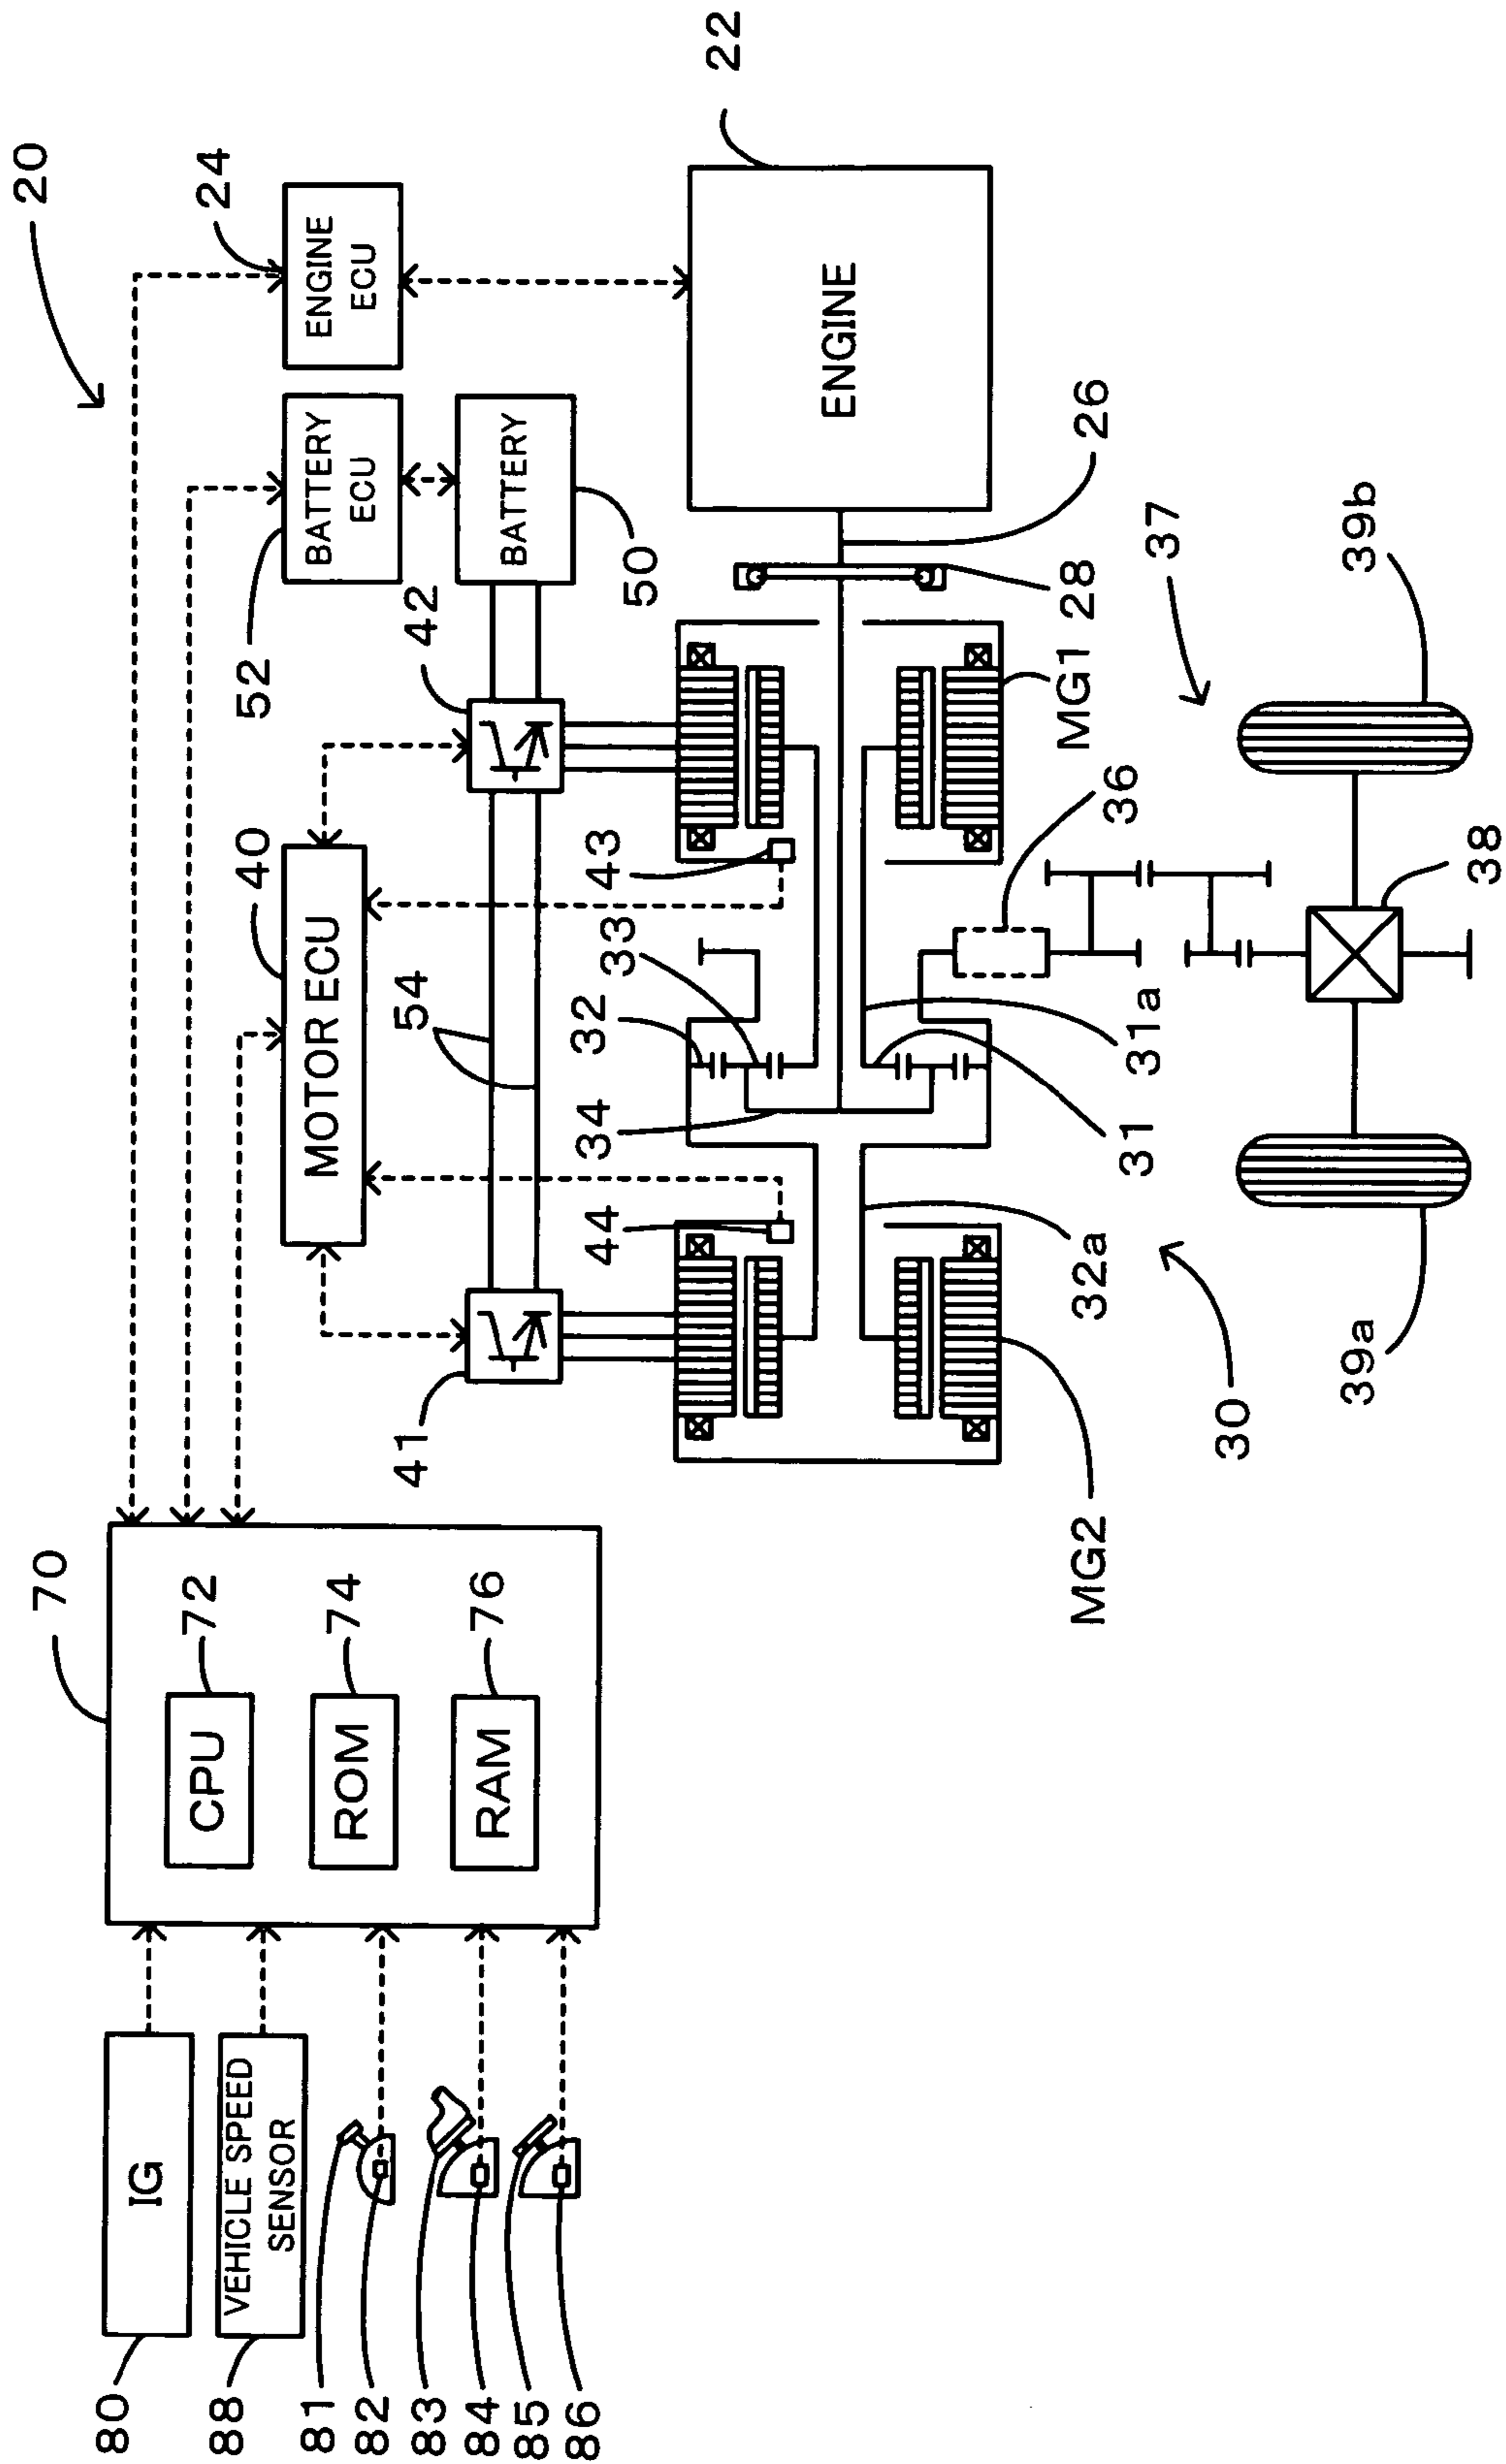 20
22
24
ENGINE
ECU
ENGINE
52
BATTERY
ECU
BATTERY
50
26
28
42
MG1
37
39b
40
MOTOR ECU
54
43
33
32
34
36
38
31a
31
44
41
32a
30
39a
MG2
70
CPU
72
ROM
74
RAM
76
IG
80
VEHICLE SPEED
SENSOR
88
81
82
83
84
85
86